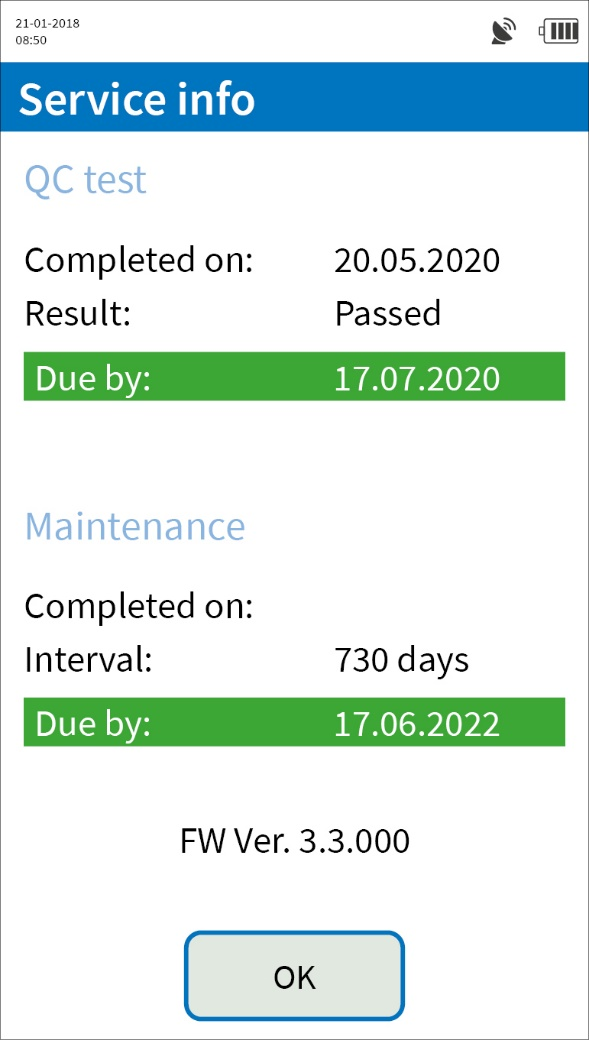 21-01-2018
08:50
Service info
QC test
Completed on: 20.05.2020
Result: Passed
Due by: 17.07.2020
Maintenance
Completed on:
Interval: 730 days
Due by: 17.06.2022
FW Ver. 3.3.000
OK